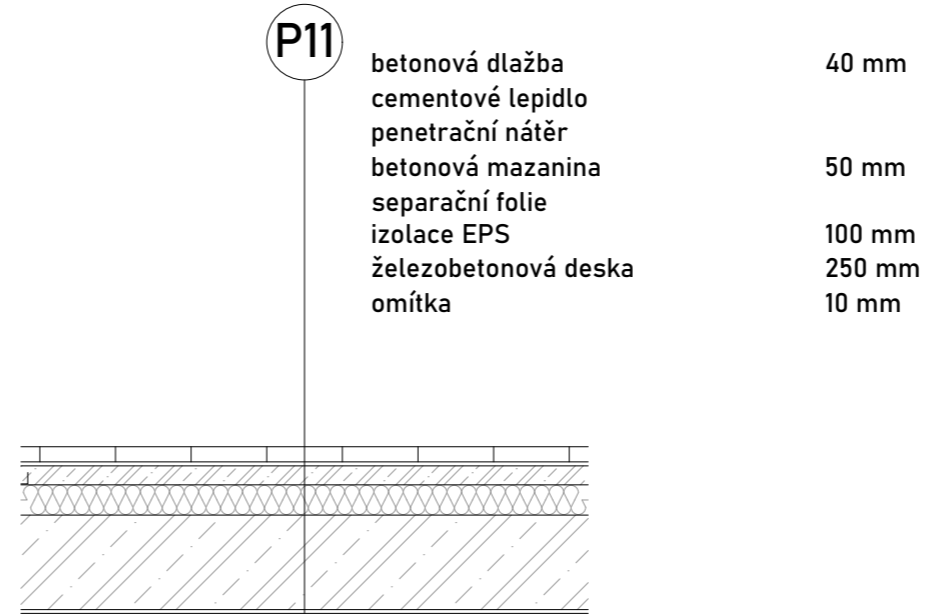 P11
betonová dlažba 40 mm
cementové lepidlo
penetrační nátěr
betonová mazanina 50 mm
separační folie
izolace EPS 100 mm
železobetonová deska 250 mm
omítka 10 mm